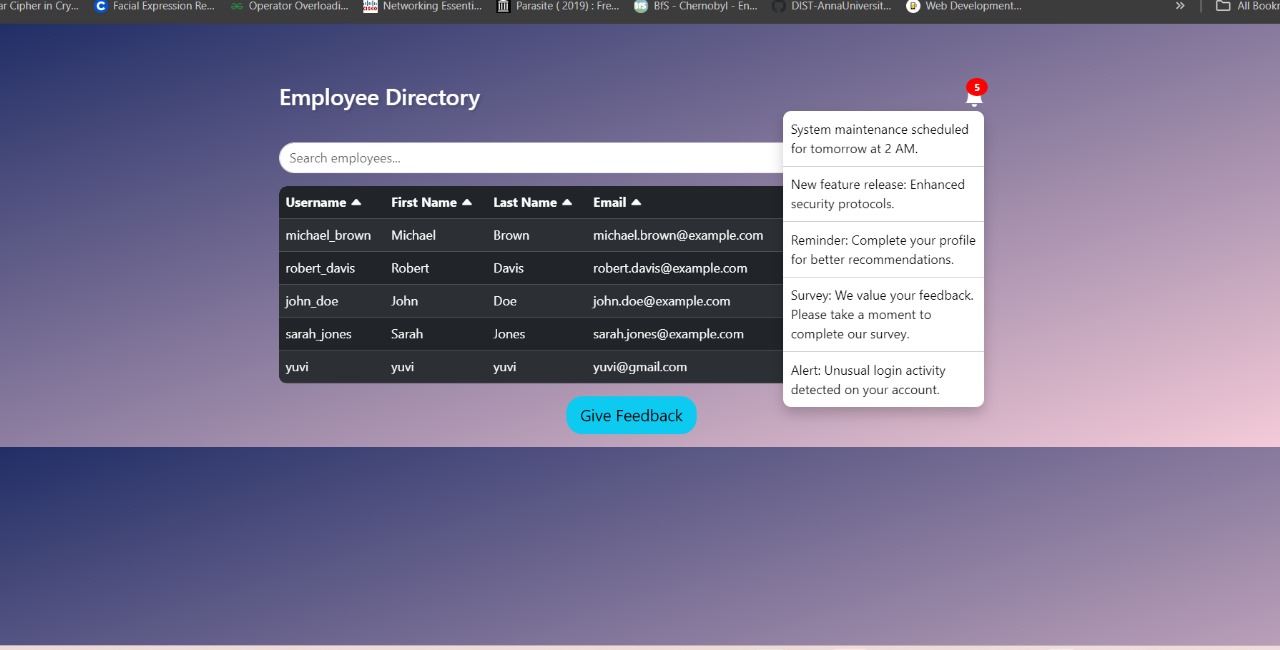 ar Cipher in Cry... Facial Expression Re... Operator Overloadi... Networking Essenti... Parasite ( 2019) : Fre... BfS - Chernobyl - En... DIST-AnnaUniversit... Web Development... » All Bookr
Employee Directory
5
Search employees...
Username First Name Last Name Email
michael_brown Michael Brown michael.brown@example.com
robert_davis Robert Davis robert.davis@example.com
john_doe John Doe john.doe@example.com
sarah_jones Sarah Jones sarah.jones@example.com
yuvi yuvi yuvi yuvi@gmail.com
System maintenance scheduled
for tomorrow at 2 AM.
New feature release: Enhanced
security protocols.
Reminder: Complete your profile
for better recommendations.
Survey: We value your feedback.
Please take a moment to
complete our survey.
Alert: Unusual login activity
detected on your account.
Give Feedback